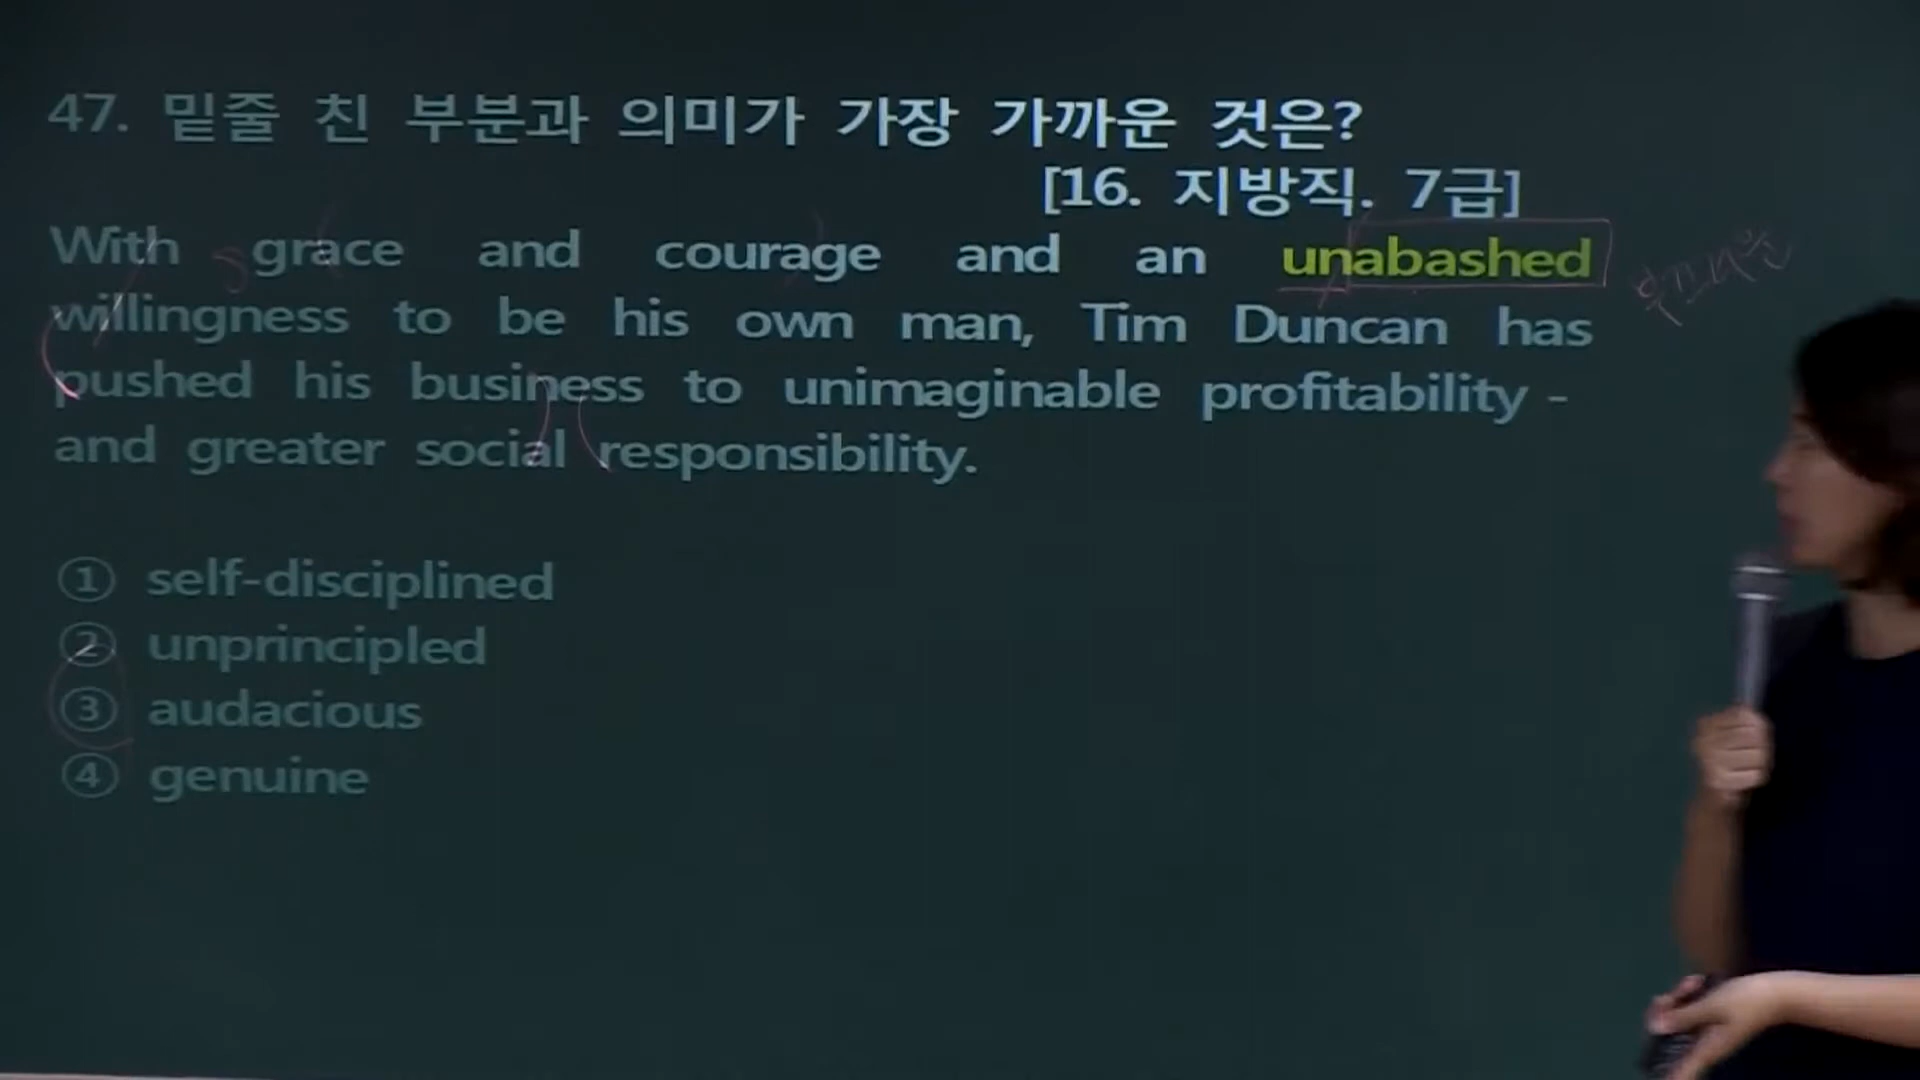 47. 밑줄 친 부분과 의미가 가장 가까운 것은?
[16. 지방직. 7급]
With grace and courage and an unabashed
willingness to be his own man, Tim Duncan has
pushed his business to unimaginable profitability -
and greater social responsibility.
① self-disciplined
② unprincipled
③ audacious
④ genuine